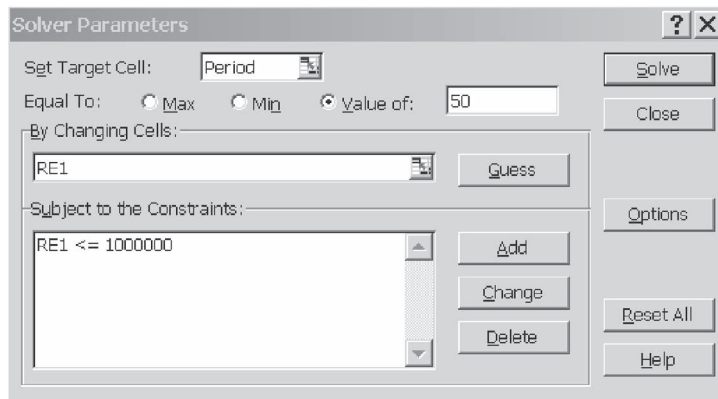 Solver Parameters ? X
Set Target Cell: Period Solve
Equal To: Max Min Value of: 50 Close
By Changing Cells:
RE1 Guess
Subject to the Constraints: Options
RE1 <= 1000000 Add
Change
Reset All
Delete
Help